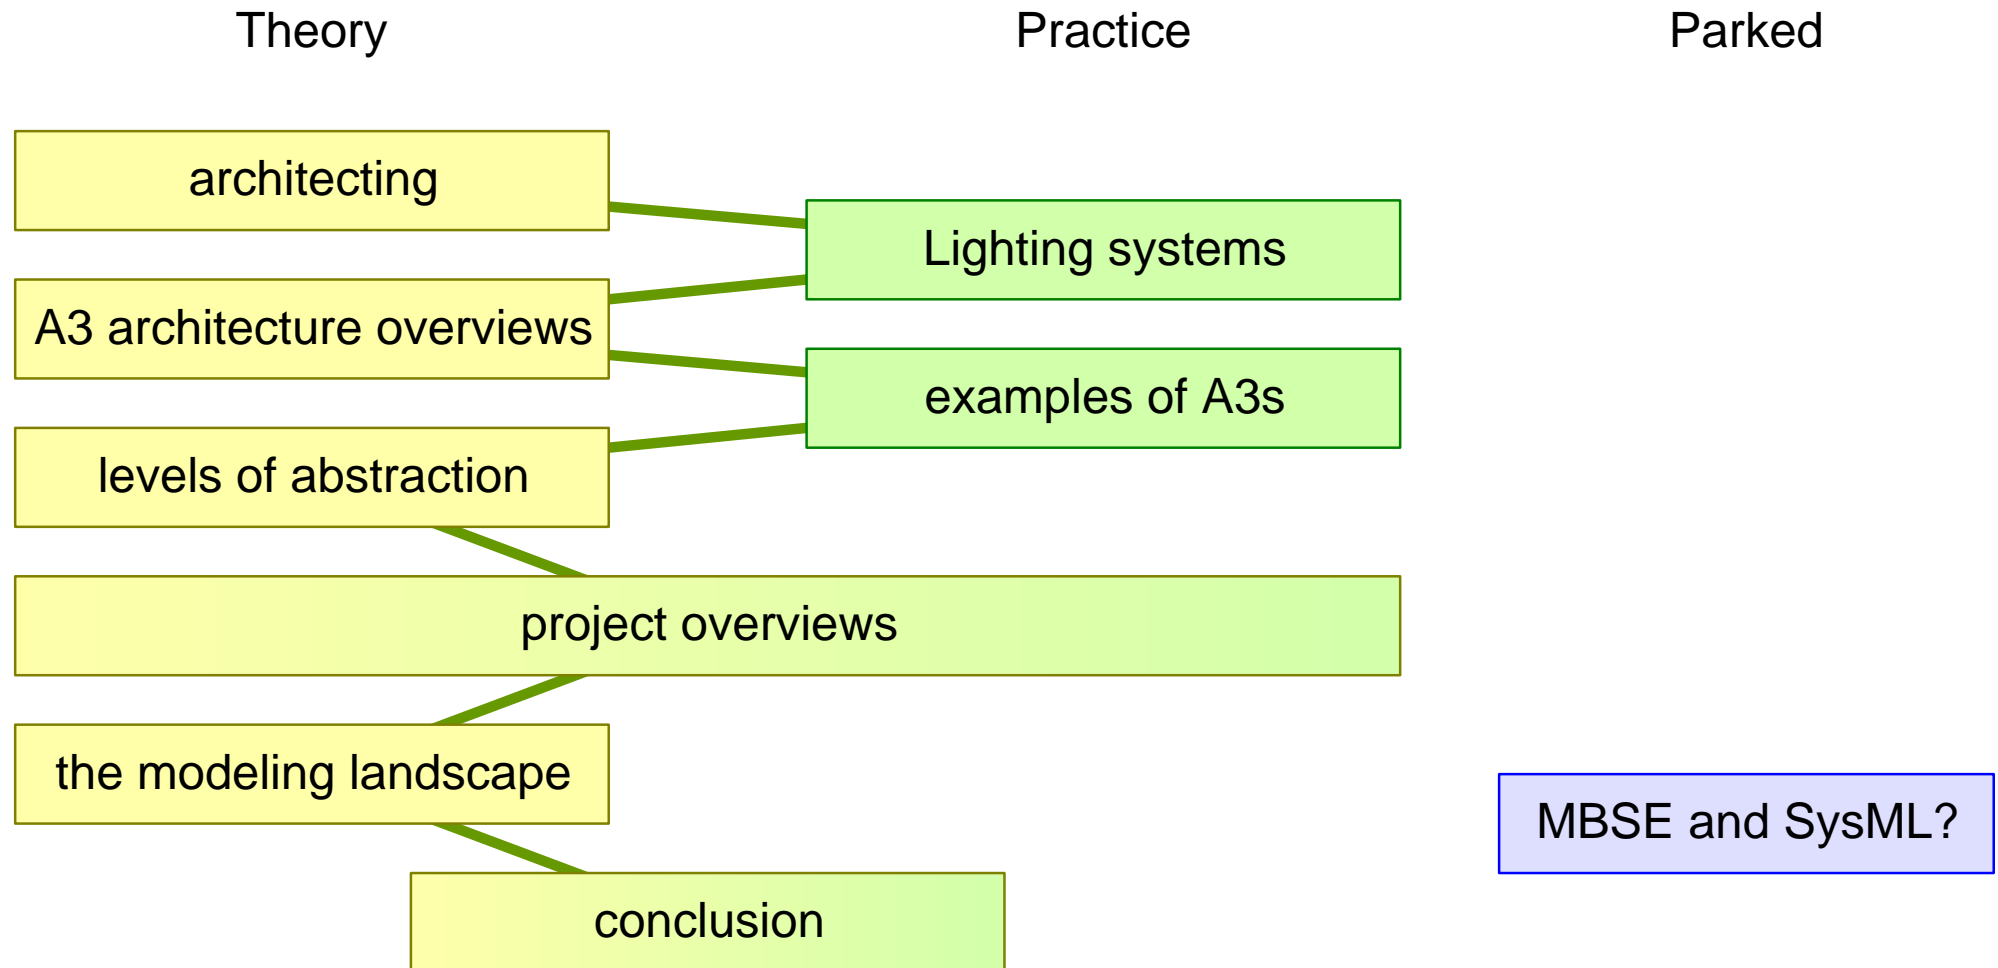 Theory
Practice
Parked
architecting
Lighting systems
A3 architecture overviews
examples of A3s
levels of abstraction
project overviews
the modeling landscape
MBSE and SysML?
conclusion